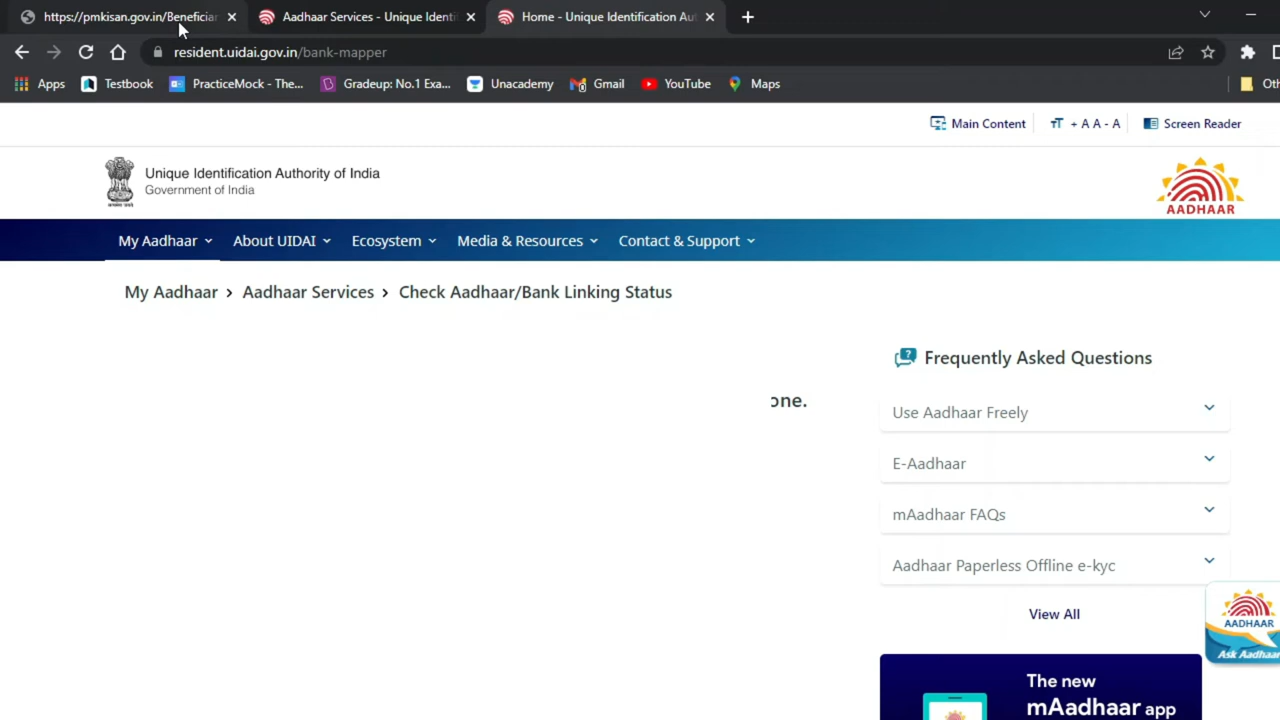 https://pmkisan.gov.in/Beneficiar
Aadhaar Services - Unique Identi
Home - Unique Identification Au
resident.uidai.gov.in/bank-mapper
Apps Testbook PracticeMock - The... Gradeup: No.1 Exa... Unacademy Gmail YouTube Maps Oth
Main Content TT + A A - A Screen Reader
Unique Identification Authority of India
Government of India
AADHAAR
My Aadhaar About UIDAI Ecosystem Media & Resources Contact & Support
My Aadhaar > Aadhaar Services > Check Aadhaar/Bank Linking Status
Frequently Asked Questions
one.
Use Aadhaar Freely
E-Aadhaar
mAadhaar FAQs
Aadhaar Paperless Offline e-kyc
View All
AADHAAR
Ask Aadhaar
The new
mAadhaar app